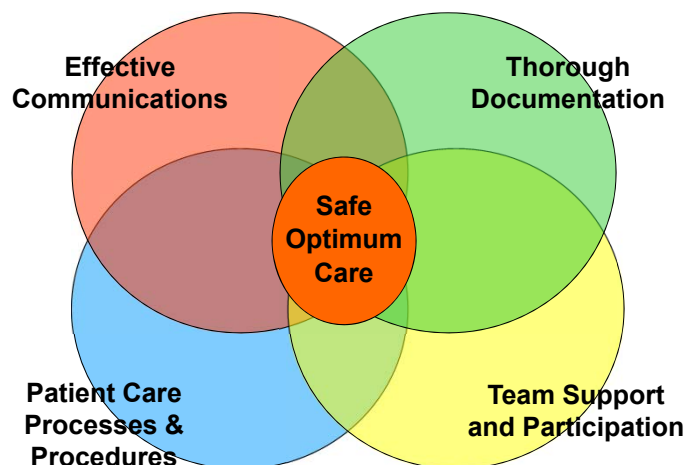 Effective
Communications
Thorough
Documentation
Safe
Optimum
Care
Patient Care
Processes &
Procedures
Team Support
and Participation